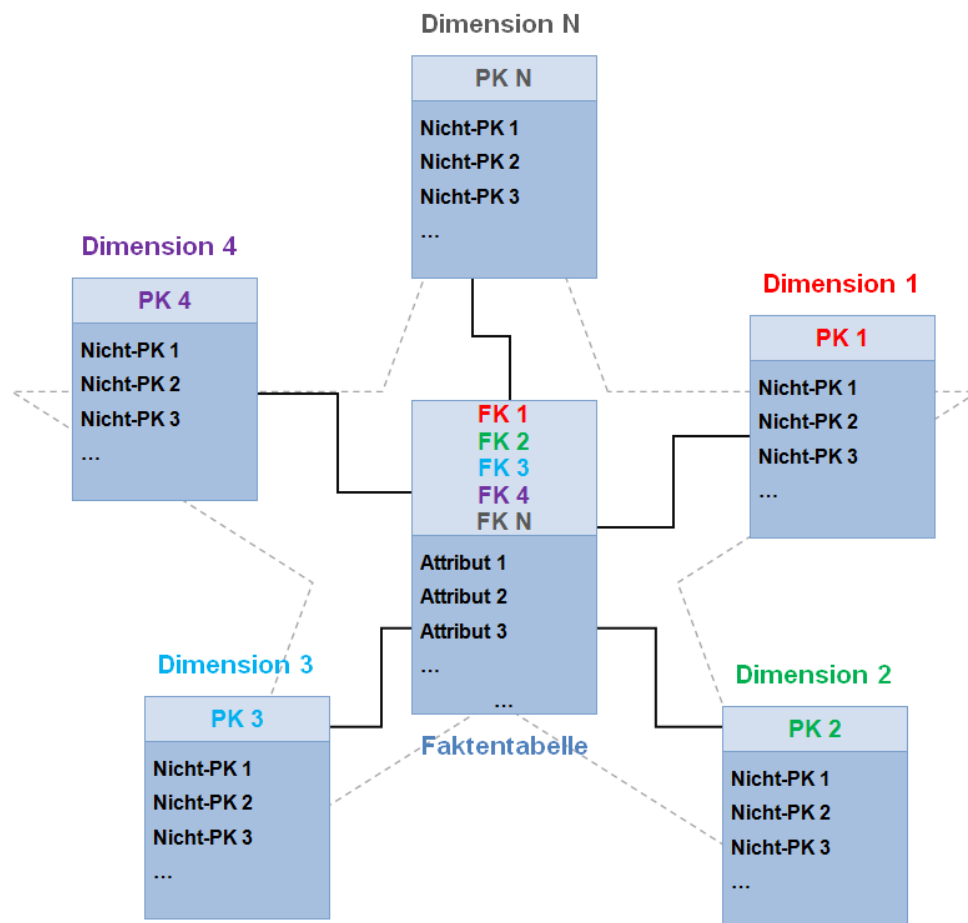 Dimension N
PK N
Nicht-PK 1
Nicht-PK 2
Nicht-PK 3
...
Dimension 4
PK 4
Nicht-PK 1
Nicht-PK 2
Nicht-PK 3
...
Dimension 1
PK 1
Nicht-PK 1
Nicht-PK 2
Nicht-PK 3
...
FK 1
FK 2
FK 3
FK 4
FK N
Attribut 1
Attribut 2
Attribut 3
...
...
Faktentabelle
Dimension 3
PK 3
Nicht-PK 1
Nicht-PK 2
Nicht-PK 3
...
Dimension 2
PK 2
Nicht-PK 1
Nicht-PK 2
Nicht-PK 3
...